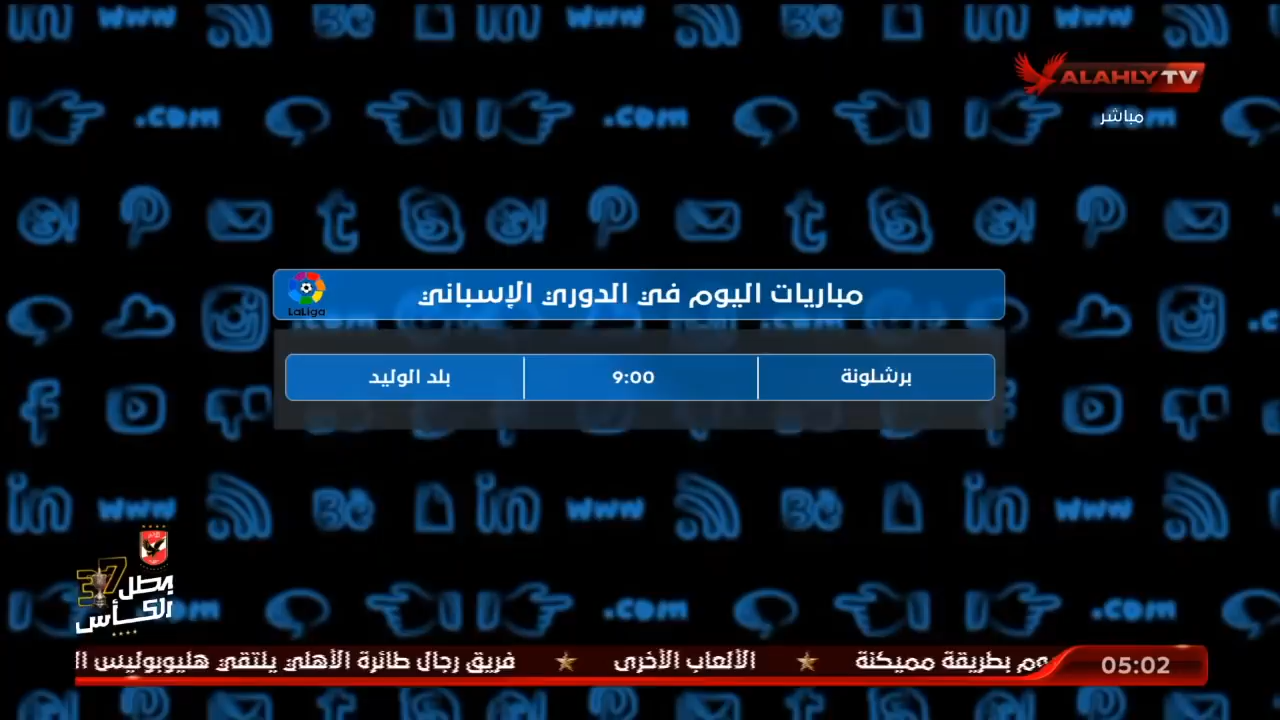 ALAHLY TV
مباشر
مباريات اليوم في الدوري الإسباني
LaLiga
برشلونة 9:00 بلد الوليد
37
بطل
الكأس
05:02 وم بطريقة مميكنة ★ الألعاب الأخرى ★ فريق رجال طائرة الأهلي يلتقي هليوبوليس ال